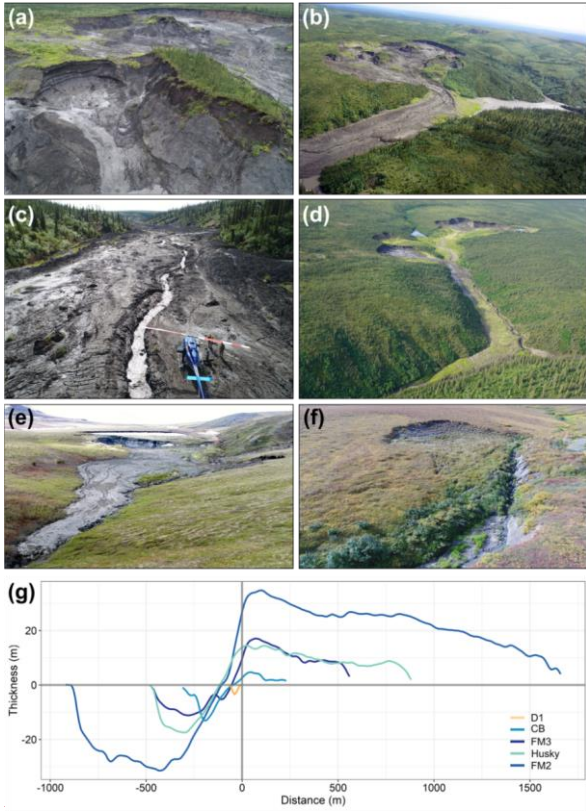 (a)
(b)
(c)
(d)
(e)
(f)
(g)
20
0
-20
Thickness (m)
D1
CB
FM3
Husky
FM2
-1000
-500
0
500
1000
1500
Distance (m)